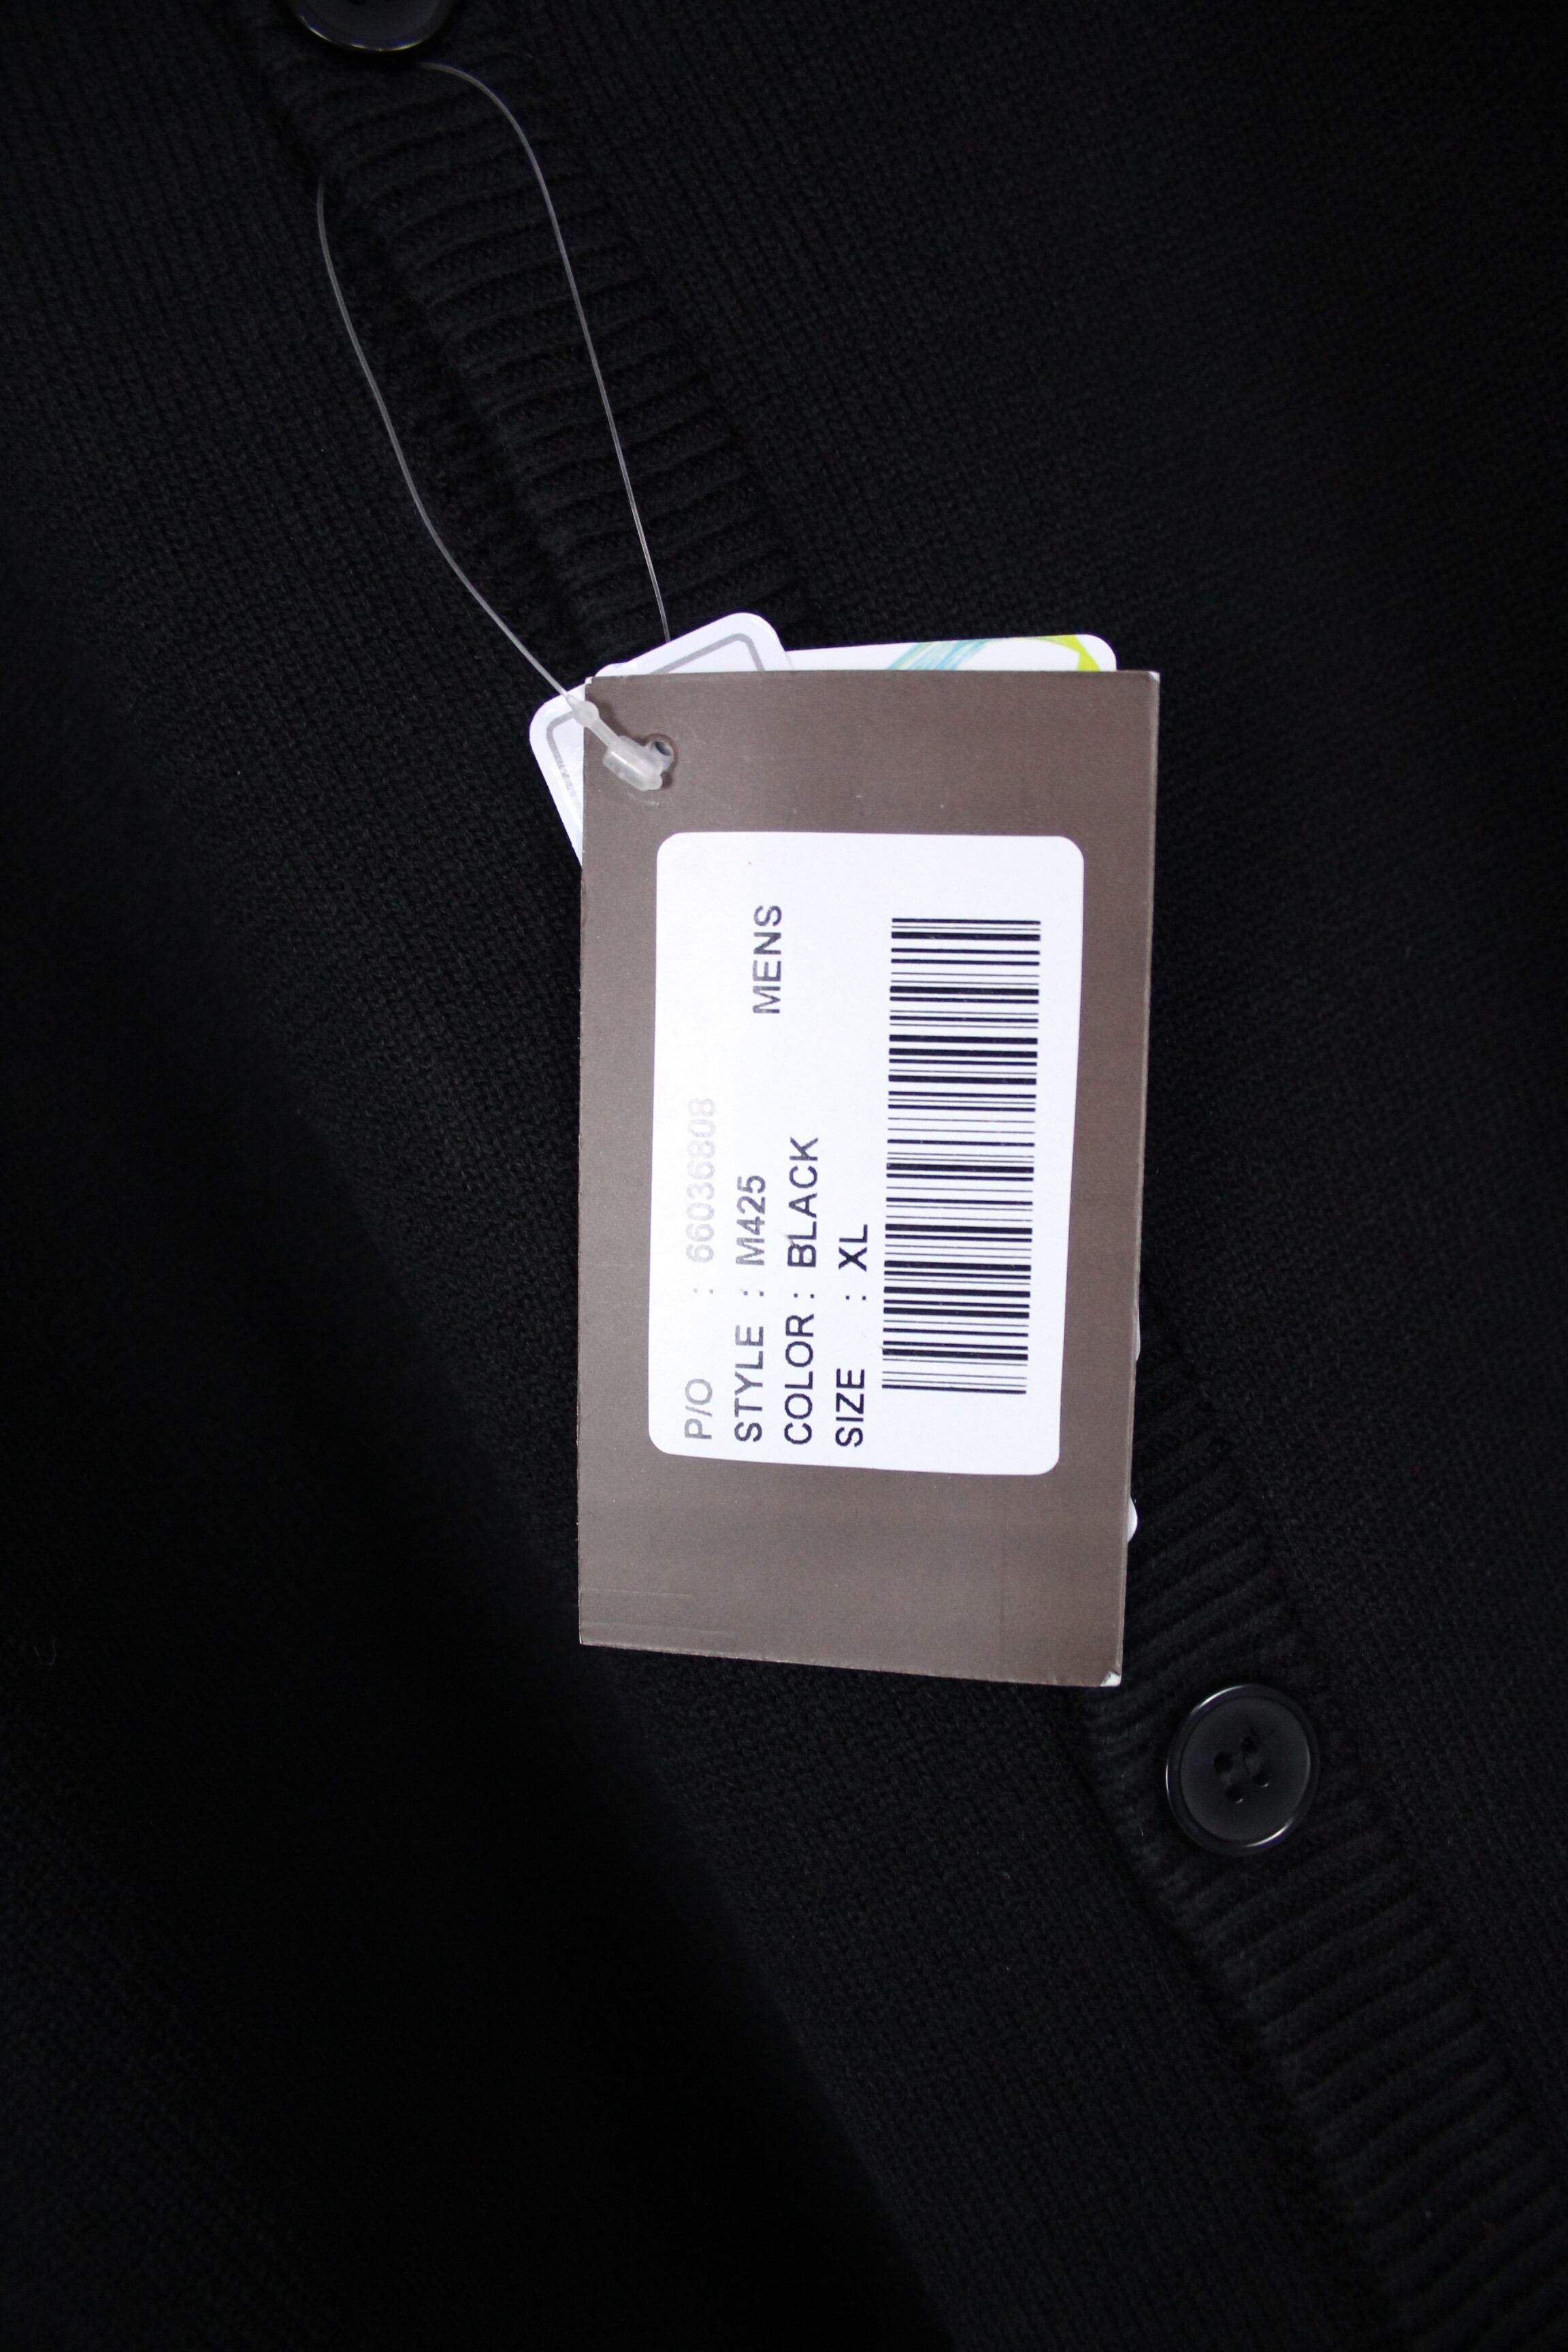 P/O : 66036808
STYLE : M425
MENS
COLOR : BLACK
SIZE : XL